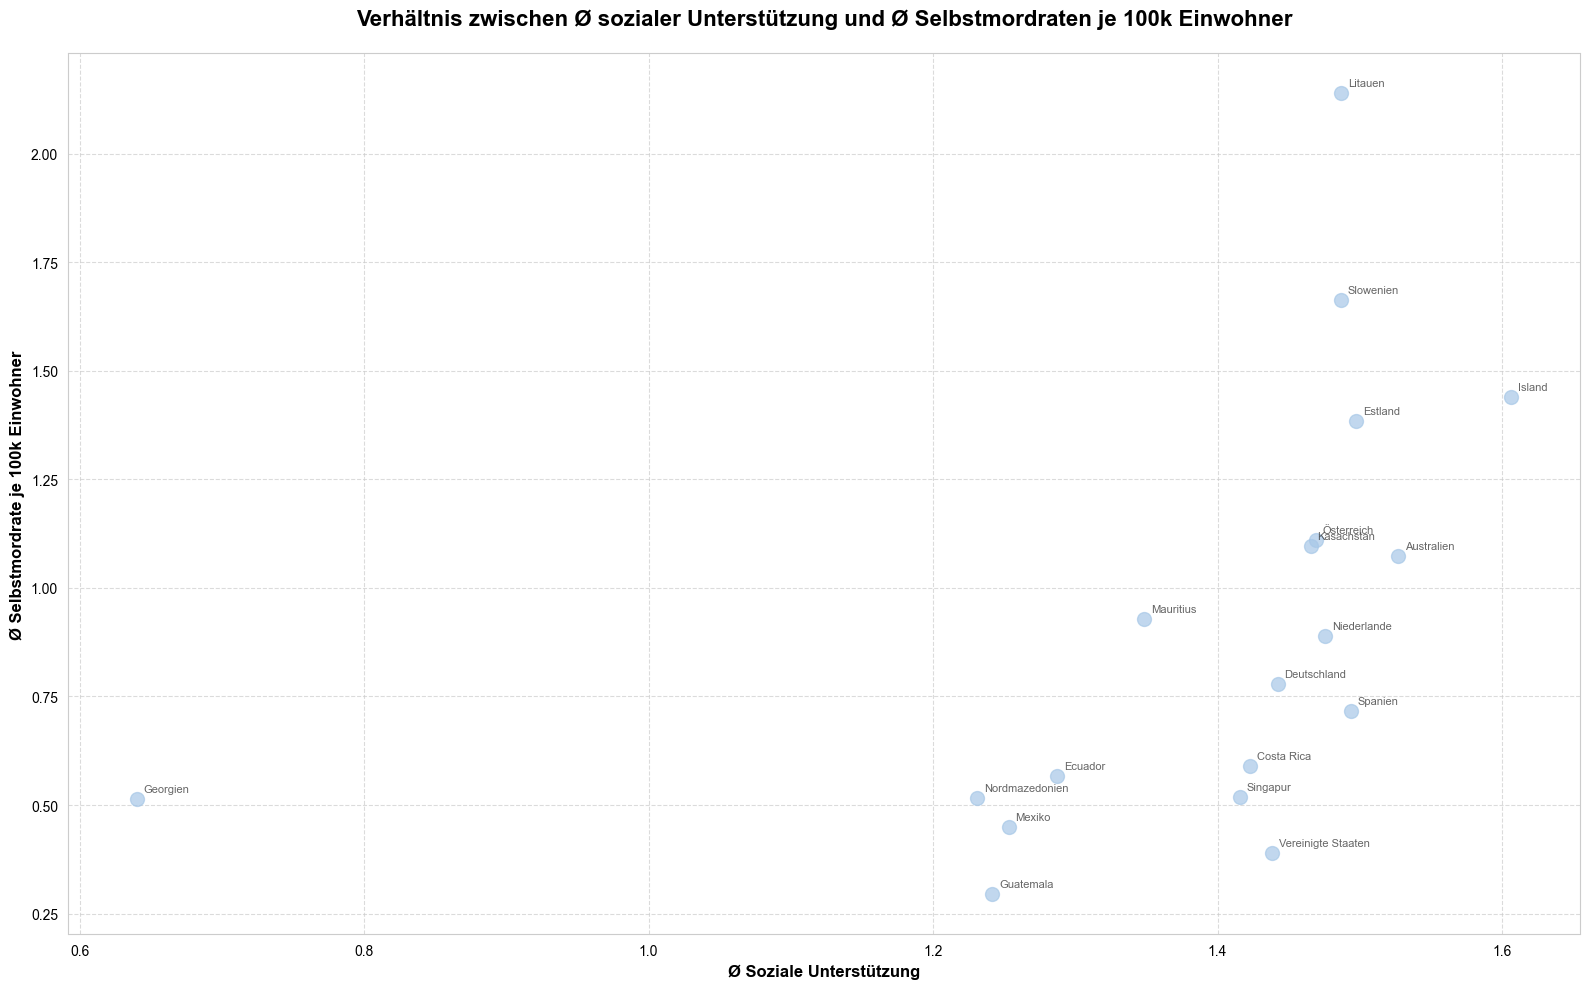 Verhältnis zwischen Ø sozialer Unterstützung und Ø Selbstmordraten je 100k Einwohner
Ø Selbstmordrate je 100k Einwohner
2.00
1.75
1.50
1.25
1.00
0.75
0.50
0.25
Litauen
Slowenien
Island
Estland
Österreich
Kasachstan
Australien
Mauritius
Niederlande
Deutschland
Spanien
Costa Rica
Ecuador
Singapur
Georgien
Nordmazedonien
Mexiko
Vereinigte Staaten
Guatemala
0.6
0.8
1.0
1.2
1.4
1.6
Ø Soziale Unterstützung